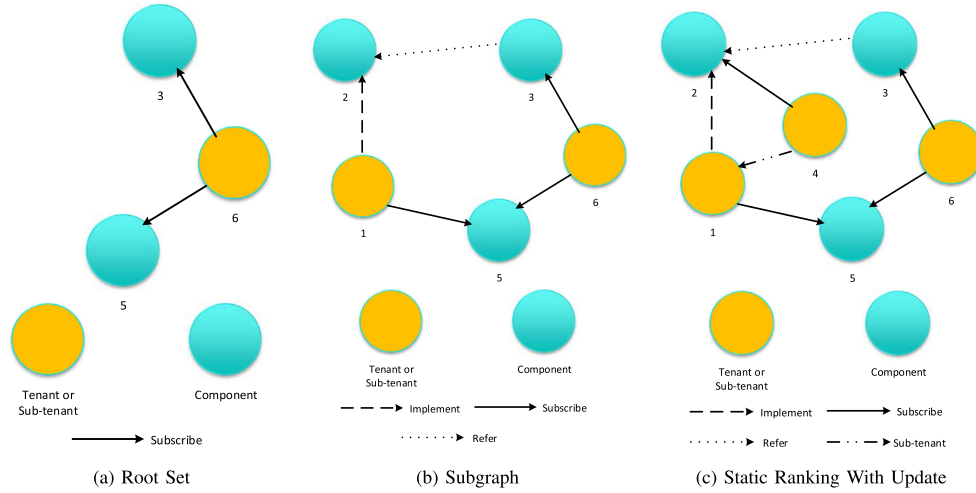 3
6
5
Tenant or
Sub-tenant
Component
Subscribe
(a) Root Set
2
3
1
6
5
Tenant or
Sub-tenant
Component
Implement
Subscribe
Refer
(b) Subgraph
2
3
4
6
1
5
Tenant or
Sub-tenant
Component
Implement
Subscribe
Refer
Sub-tenant
(c) Static Ranking With Update